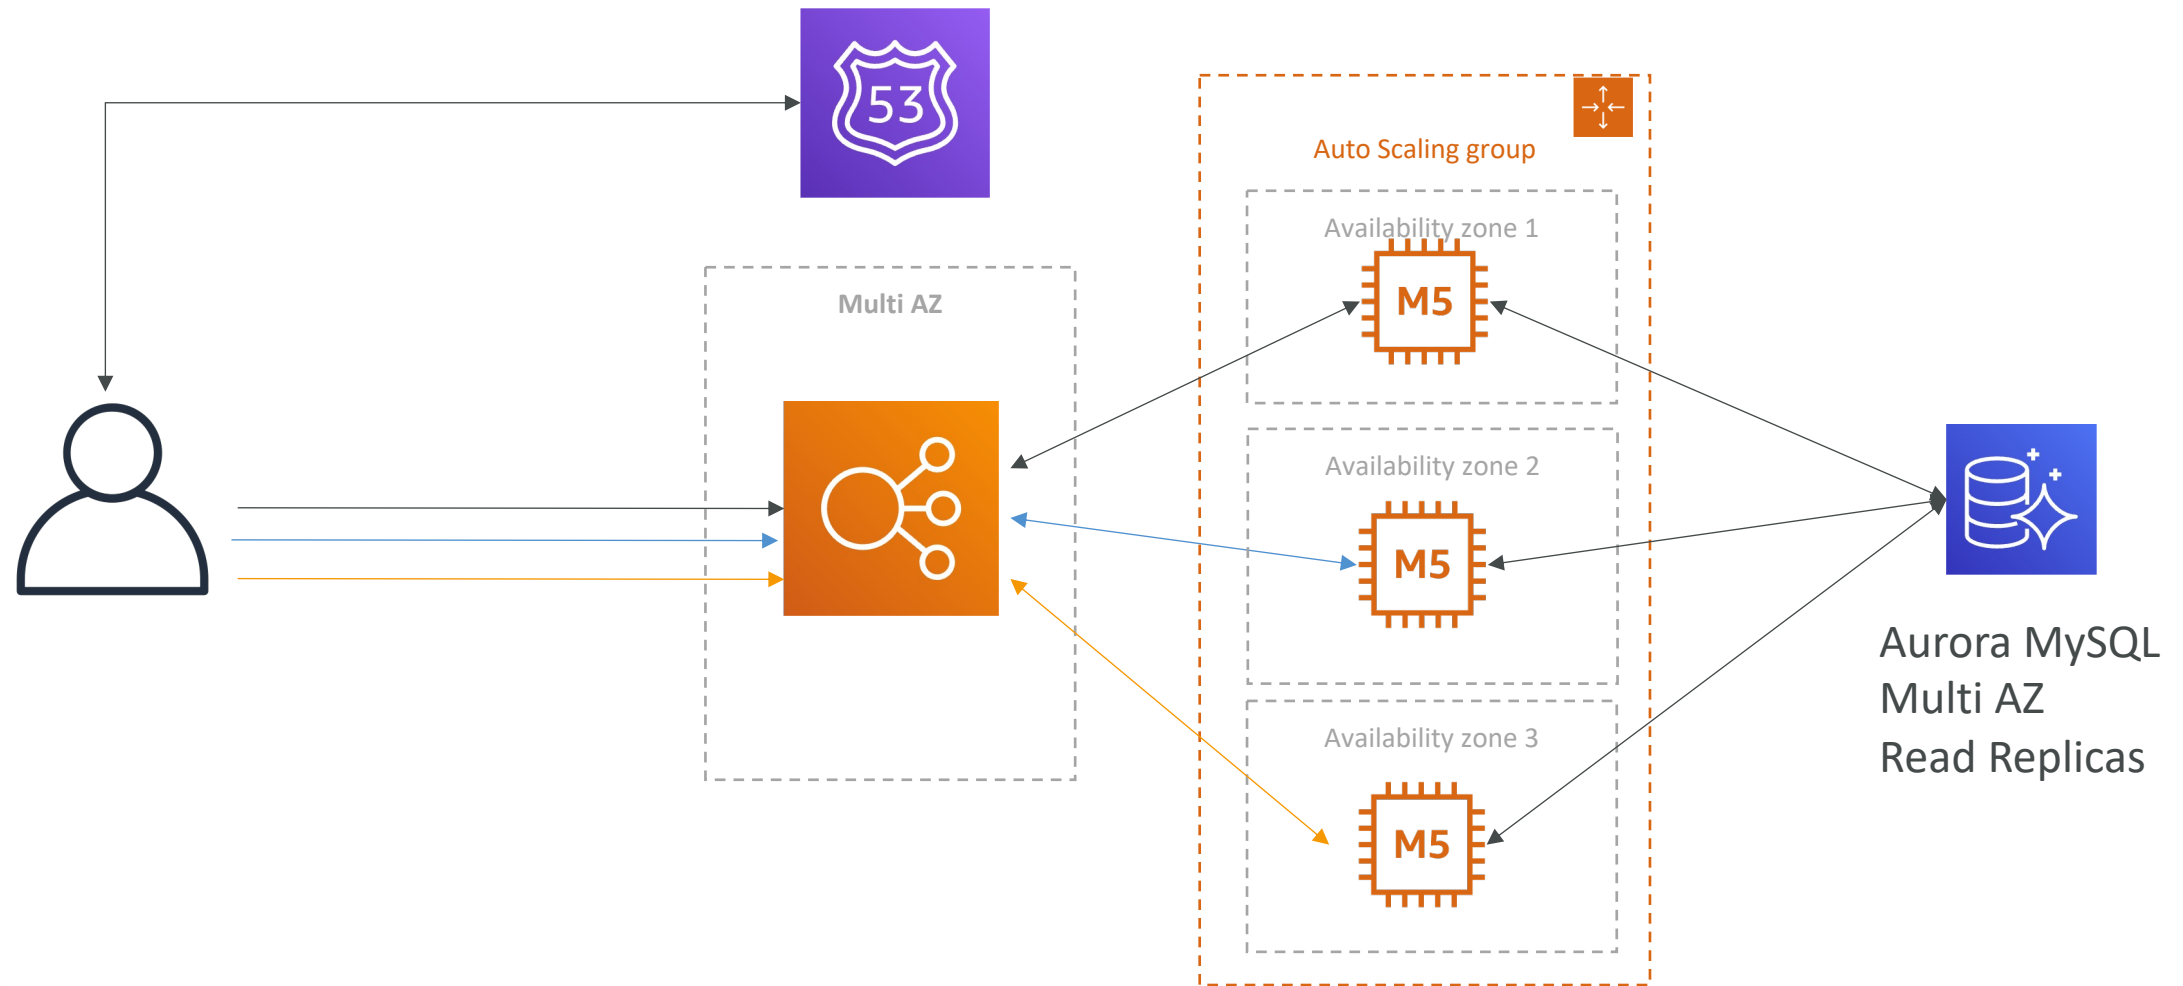 53
Auto Scaling group
Availability zone 1
M5
Multi AZ
Availability zone 2
M5
Availability zone 3
M5
Aurora MySQL
Multi AZ
Read Replicas